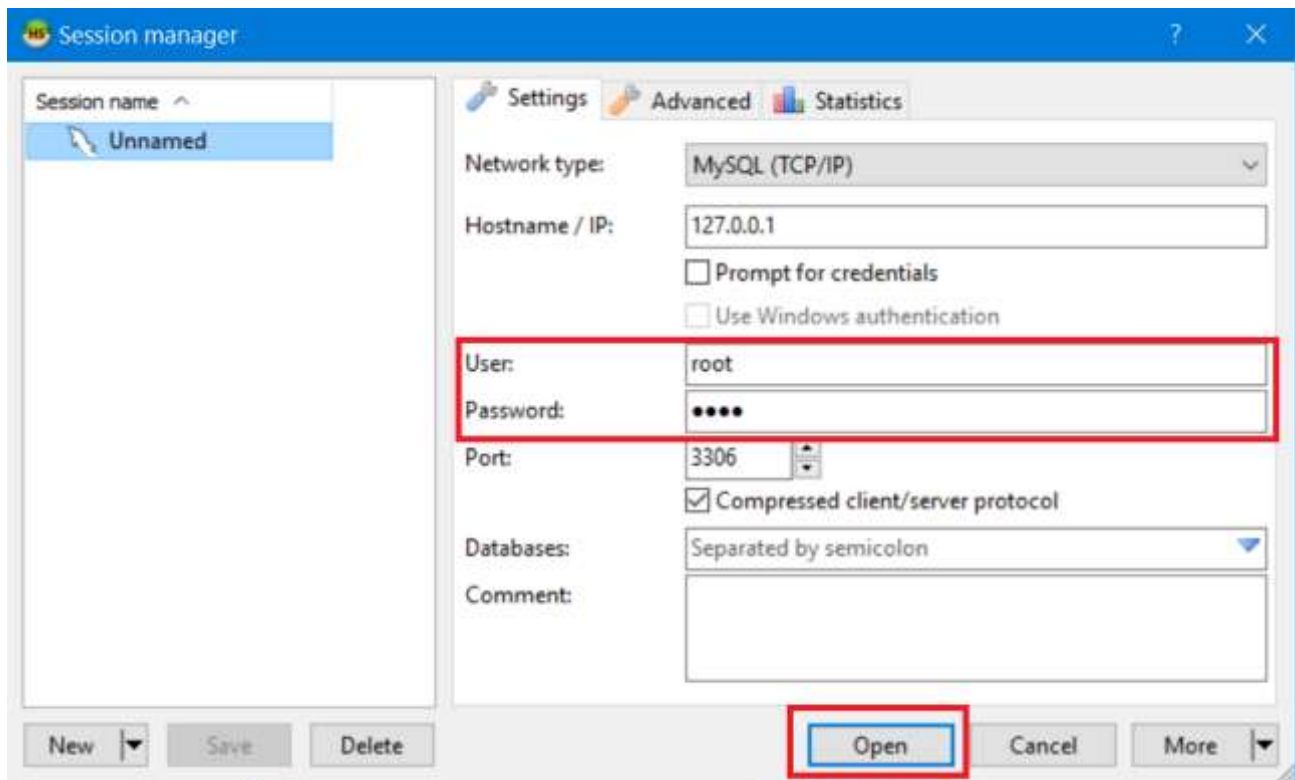 HS Session manager ?
Session name
Unnamed
Settings Advanced Statistics
Network type: MySQL (TCP/IP)
Hostname / IP: 127.0.0.1
Prompt for credentials
Use Windows authentication
User: root
Password: ••••
Port: 3306
Compressed client/server protocol
Databases: Separated by semicolon
Comment:
New Save Delete Open Cancel More